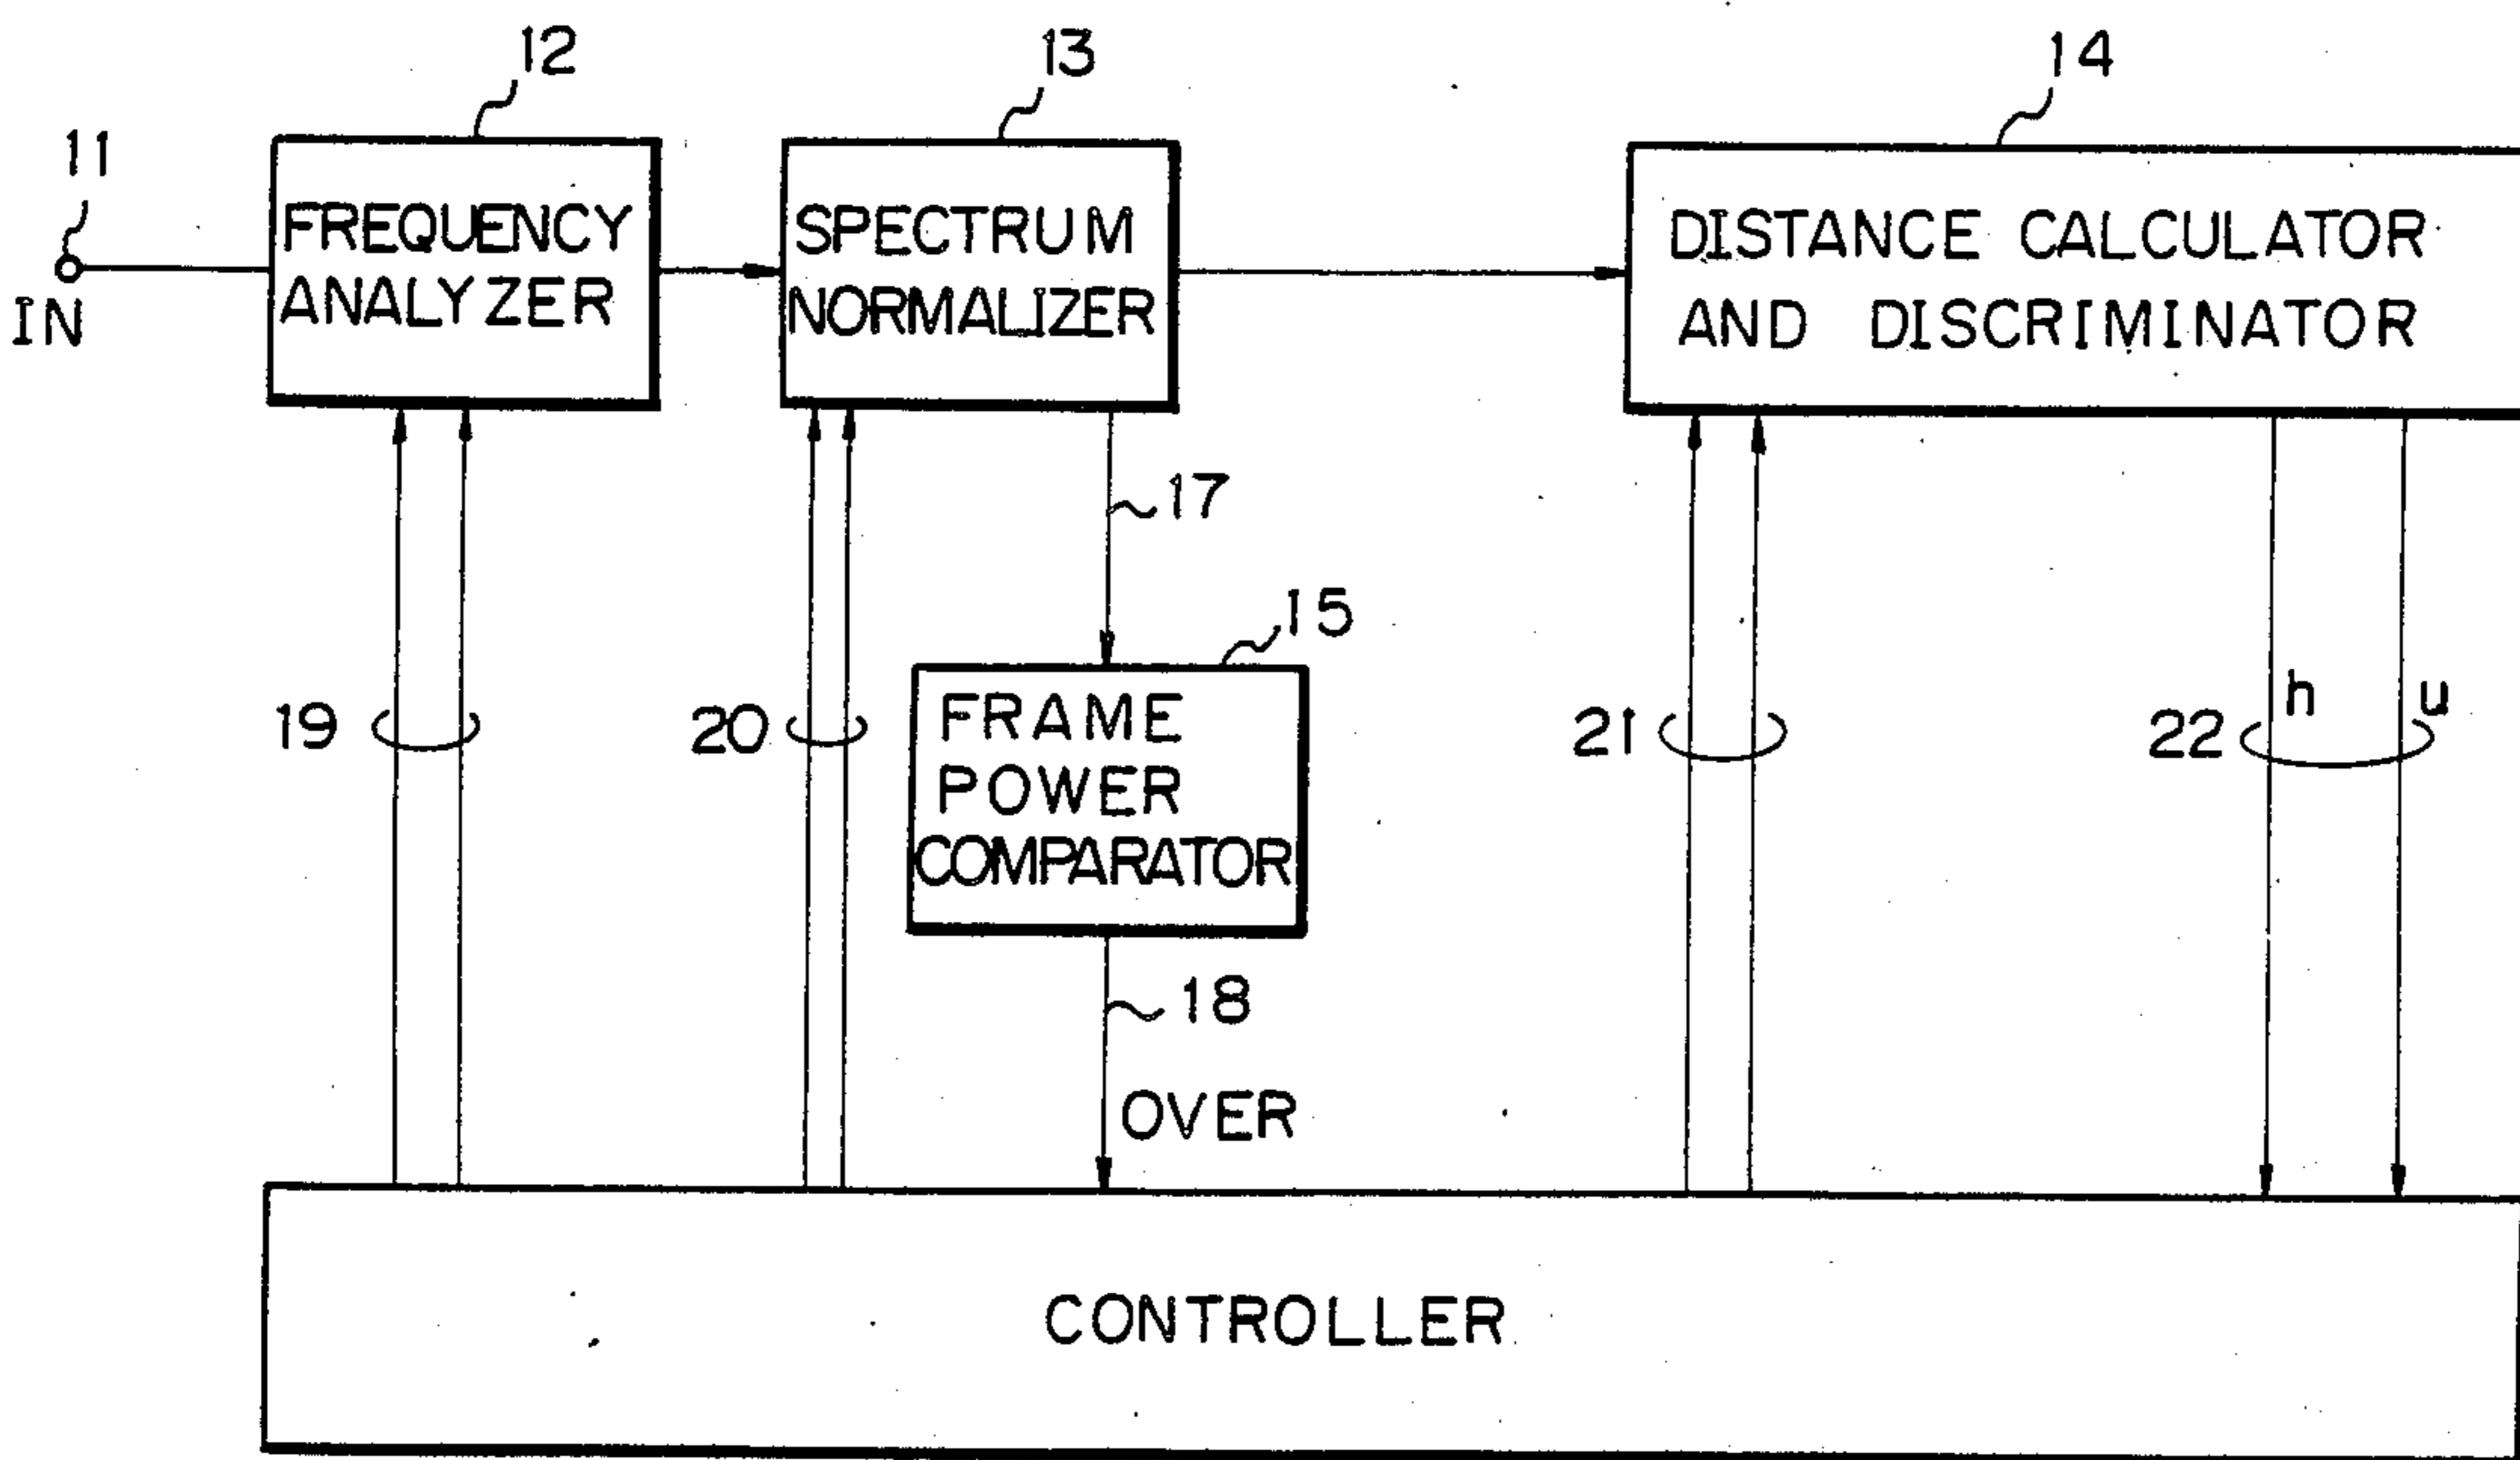 12
13
14
11
IN
FREQUENCY
ANALYZER
SPECTRUM
NORMALIZER
DISTANCE CALCULATOR
AND DISCRIMINATOR
17
15
FRAME
POWER
COMPARATOR
19
20
21
22
h
u
18
OVER
CONTROLLER